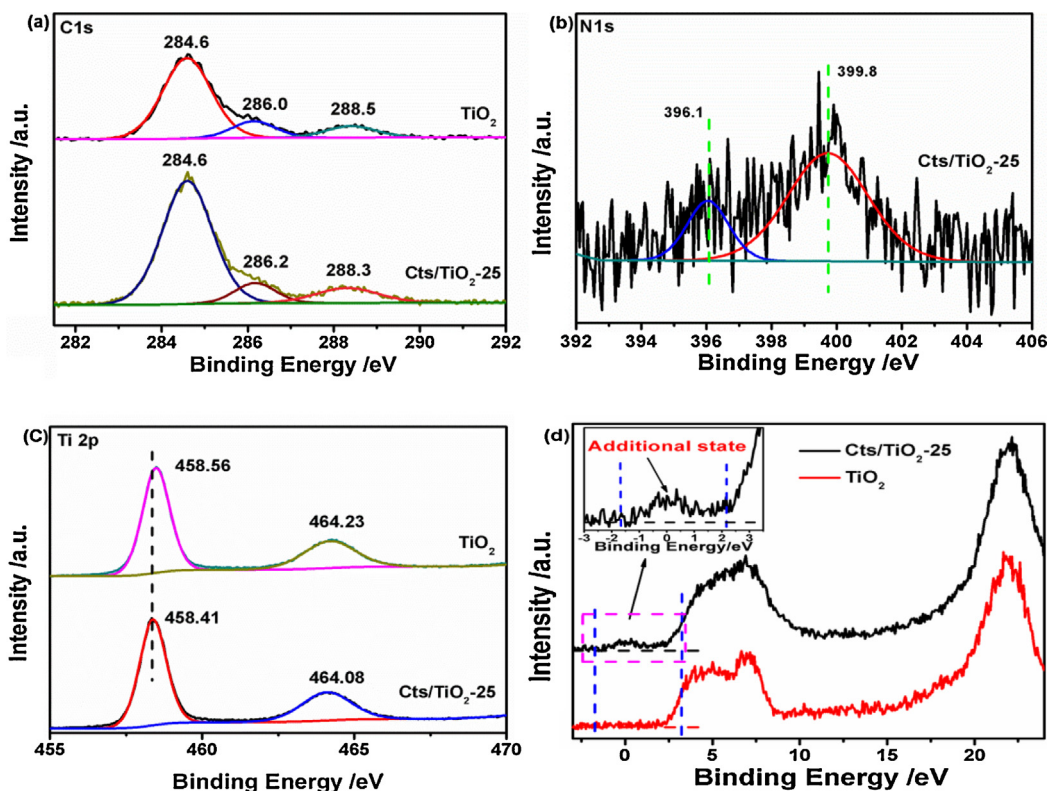 (a)
C1s
284.6
286.0
288.5
TiO2
284.6
286.2
288.3
Cts/TiO2-25
Intensity /a.u.
282 284 286 288 290 292
Binding Energy /eV
(b)
N1s
396.1
399.8
Cts/TiO2-25
Intensity /a.u.
392 394 396 398 400 402 404 406
Binding Energy /eV
(C)
Ti 2p
458.56
464.23
TiO2
458.41
464.08
Cts/TiO2-25
Intensity /a.u.
455 460 465 470
Binding Energy /eV
(d)
Additional state
-3 -2 -1 0 1 2 3
Binding Energy/eV
Cts/TiO2-25
TiO2
Intensity /a.u.
0 5 10 15 20
Binding Energy /eV